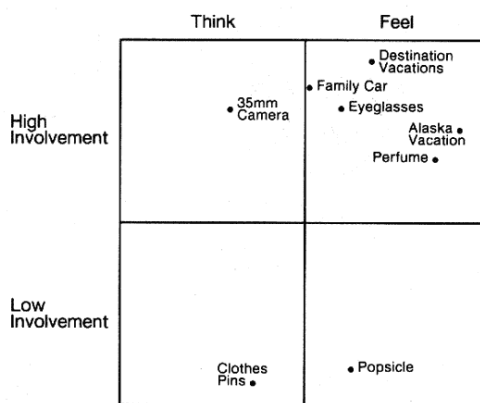 Think
Feel
Destination
Vacations
Family Car
35mm
Camera
Eyeglasses
High
Involvement
Alaska
Vacation
Perfume
Low
Involvement
Clothes
Pins
Popsicle